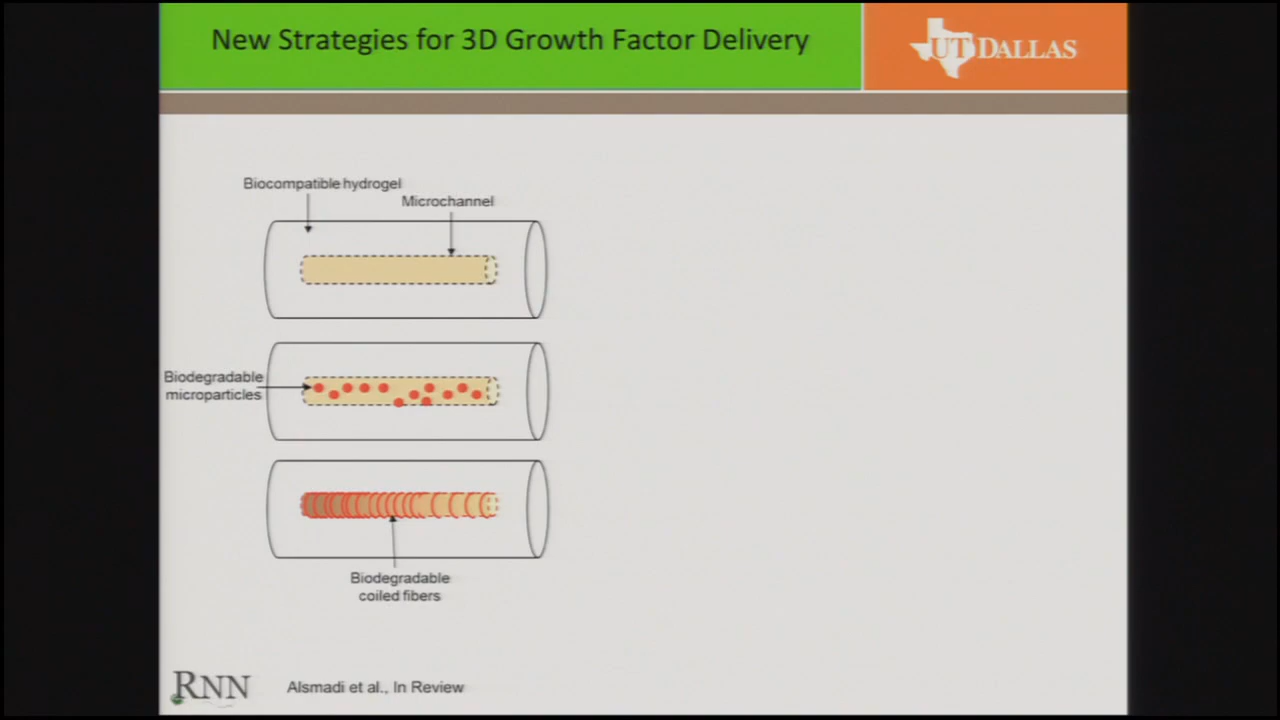 New Strategies for 3D Growth Factor Delivery
UT DALLAS
Biocompatible hydrogel
Microchannel
Biodegradable
microparticles
Biodegradable
coiled fibers
RNN
Alsmadi et al., In Review